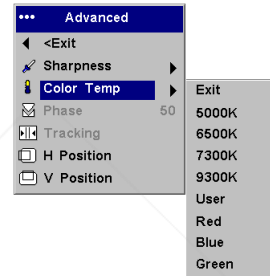 Advanced
<Exit
Sharpness
Color Temp
Phase 50
Tracking
H Position
V Position
Exit
5000K
6500K
7300K
9300K
User
Red
Blue
Green